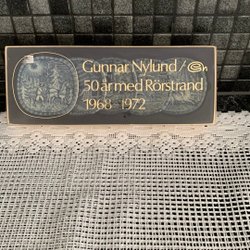 Gunnar Nylund /
50 år med Rörstrand
1968 1972